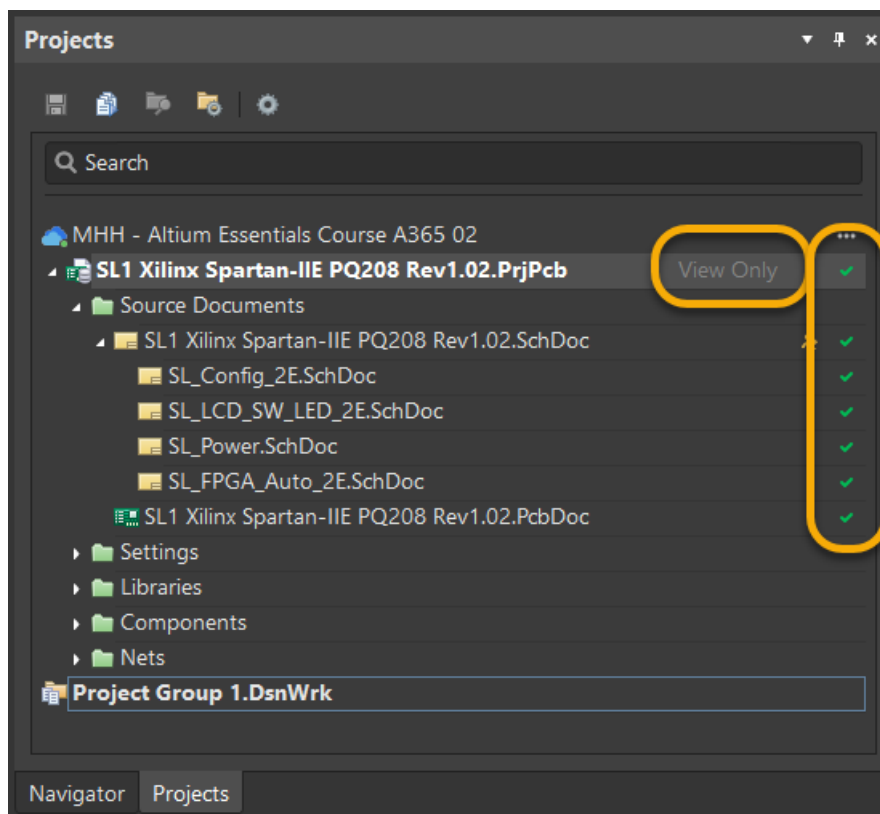 Projects
Search
MHH - Altium Essentials Course A365 02
SL1 Xilinx Spartan-IIE PQ208 Rev1.02.PrjPcb View Only
Source Documents
SL1 Xilinx Spartan-IIE PQ208 Rev1.02.SchDoc
SL_Config_2E.SchDoc
SL_LCD_SW_LED_2E.SchDoc
SL_Power.SchDoc
SL_FPGA_Auto_2E.SchDoc
SL1 Xilinx Spartan-IIE PQ208 Rev1.02.PcbDoc
Settings
Libraries
Components
Nets
Project Group 1.DsnWrk
Navigator Projects